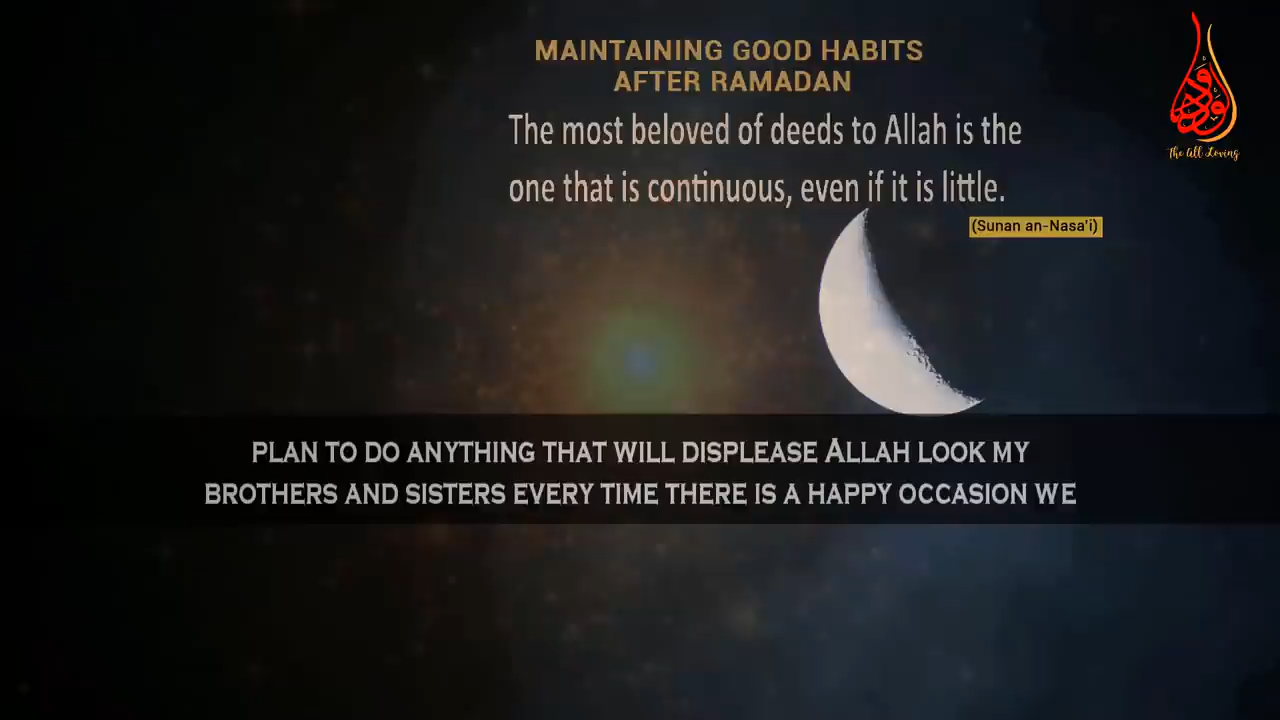 MAINTAINING GOOD HABITS
AFTER RAMADAN
The most beloved of deeds to Allah is the
one that is continuous, even if it is little.
(Sunan an-Nasa'i)
The All Loving
PLAN TO DO ANYTHING THAT WILL DISPLEASE ALLAH LOOK MY
BROTHERS AND SISTERS EVERY TIME THERE IS A HAPPY OCCASION WE